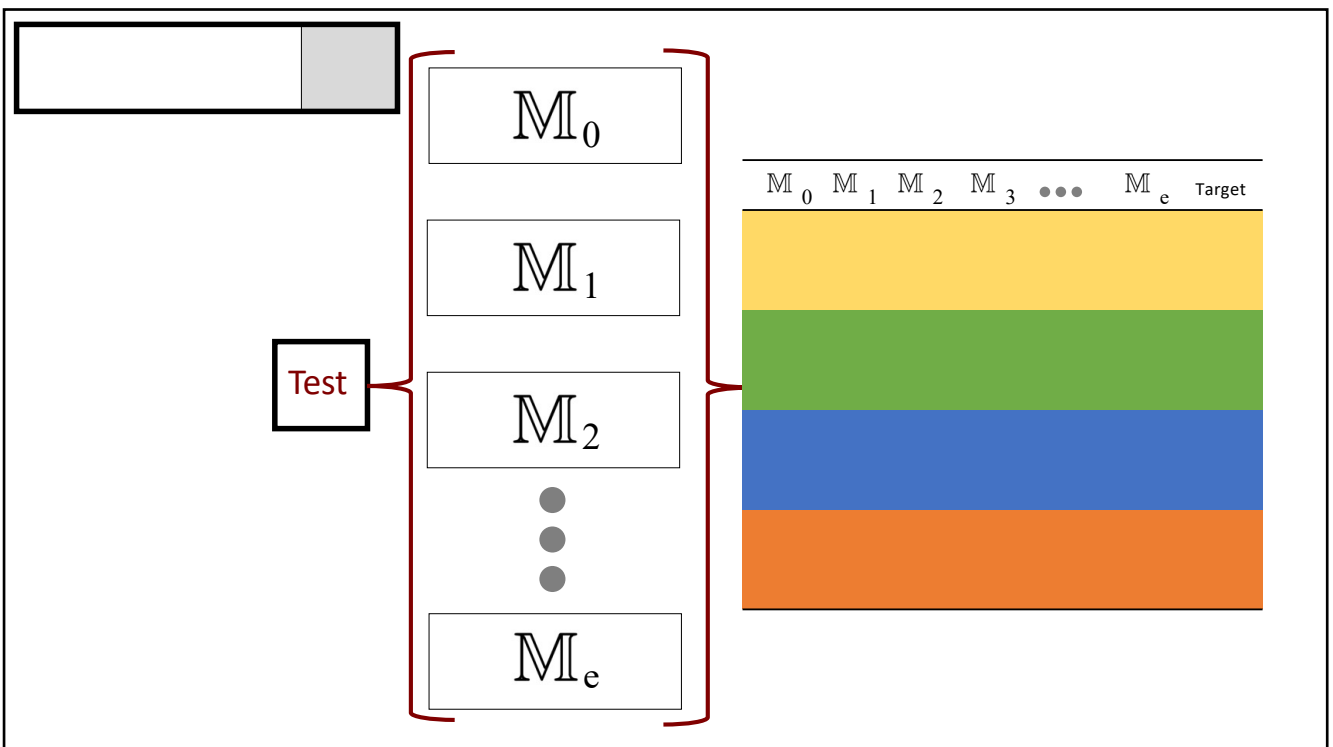 𝕄0
𝕄 0 𝕄 1 𝕄 2 𝕄 3 ●●● 𝕄 e Target
𝕄1
Test
𝕄2
𝕄e